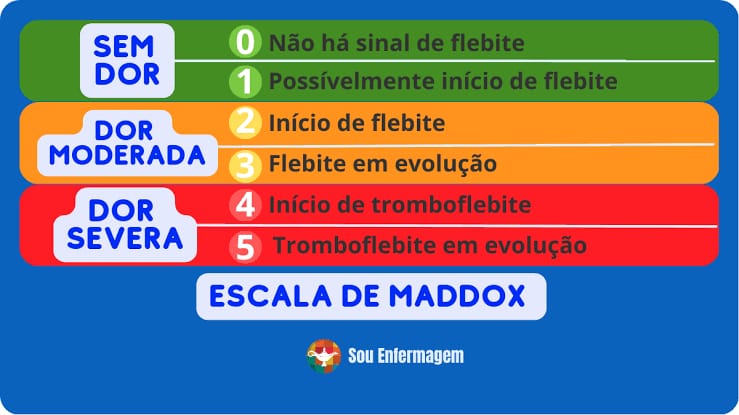 SEM
DOR
0 Não há sinal de flebite
1 Possívelmente início de flebite
DOR
MODERADA
2 Início de flebite
3 Flebite em evolução
DOR
SEVERA
4 Início de tromboflebite
5 Tromboflebite em evolução
ESCALA DE MADDOX
Sou Enfermagem